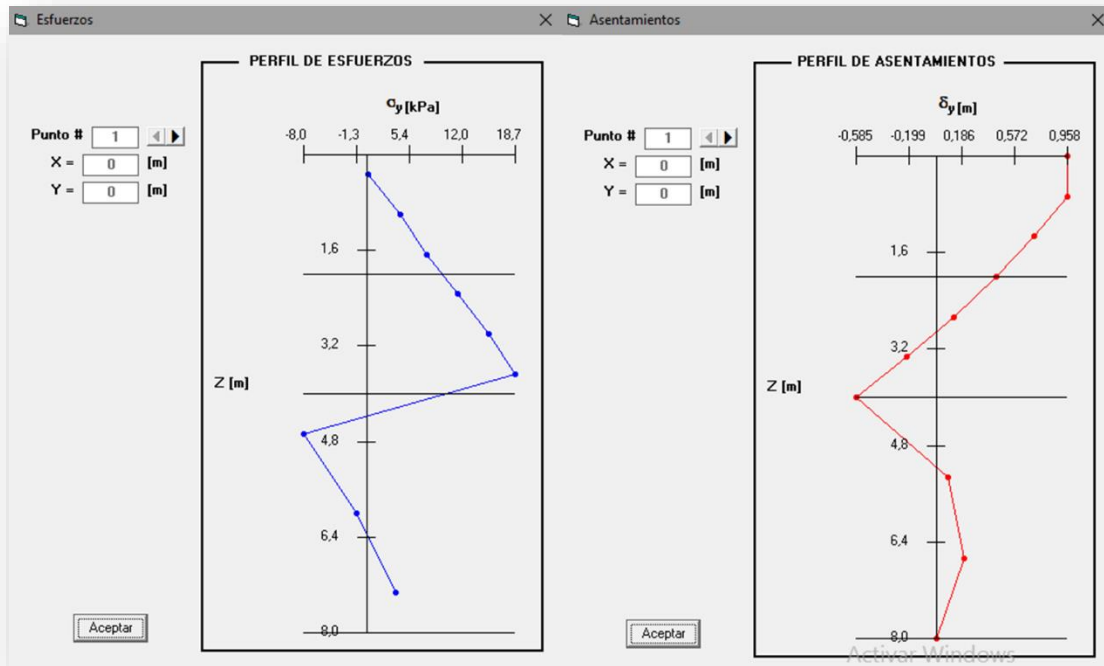 Esfuerzos
PERFIL DE ESFUERZOS
σy [kPa]
-8,0 -1,3 5,4 12,0 18,7
Punto # 1
X = 0 [m]
Y = 0 [m]
1,6
3,2
Z [m]
4,8
6,4
8,0
Aceptar
Asentamientos
PERFIL DE ASENTAMIENTOS
δy [m]
-0,585 -0,199 0,186 0,572 0,958
Punto # 1
X = 0 [m]
Y = 0 [m]
1,6
3,2
Z [m]
4,8
6,4
8,0
Aceptar
Activar Windows